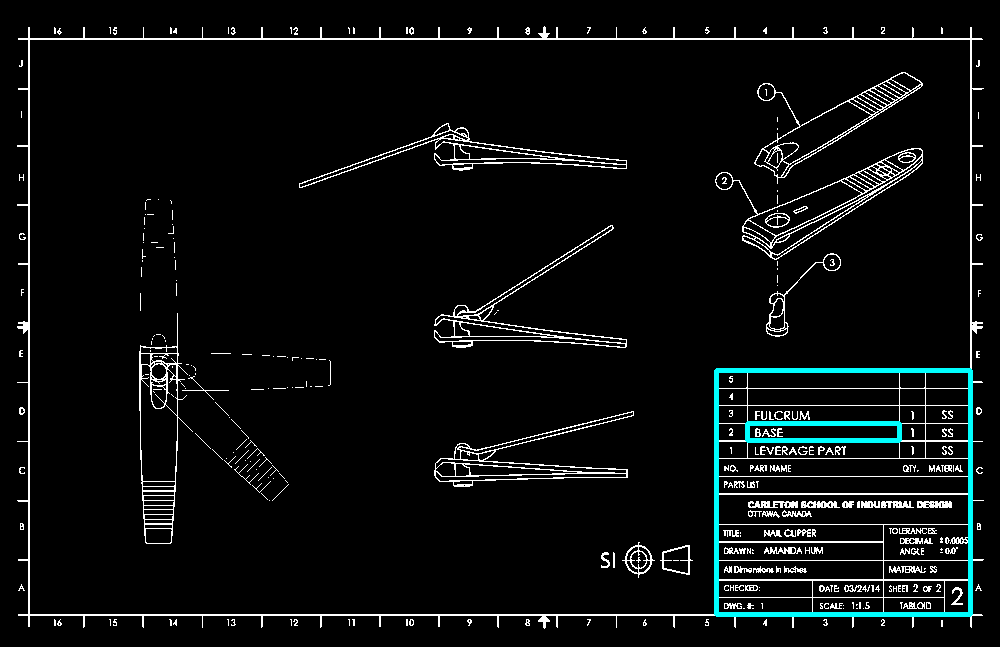 16 15 14 13 12 11 10 9 8 7 6 5 4 3 2 1
J J
I I
H H
G G
F F
E E
D D
C C
B B
A A
1
2
3
5
4
3 FULCRUM 1 SS
2 BASE 1 SS
1 LEVERAGE PART 1 SS
NO. PART NAME QTY. MATERIAL
PARTS LIST
CARLETON SCHOOL OF INDUSTRIAL DESIGN
OTTAWA, CANADA
TITLE: NAIL CLIPPER
TOLERANCES:
DECIMAL ±0.0005
DRAWN: AMANDA HUM
ANGLE ±0.0°
SI
All Dimensions in Inches MATERIAL: SS
CHECKED: DATE: 03/24/14 SHEET 2 OF 2
DWG. #: 1 SCALE: 1:1.5 TABLOID 2
16 15 14 13 12 11 10 9 8 7 6 5 4 3 2 1